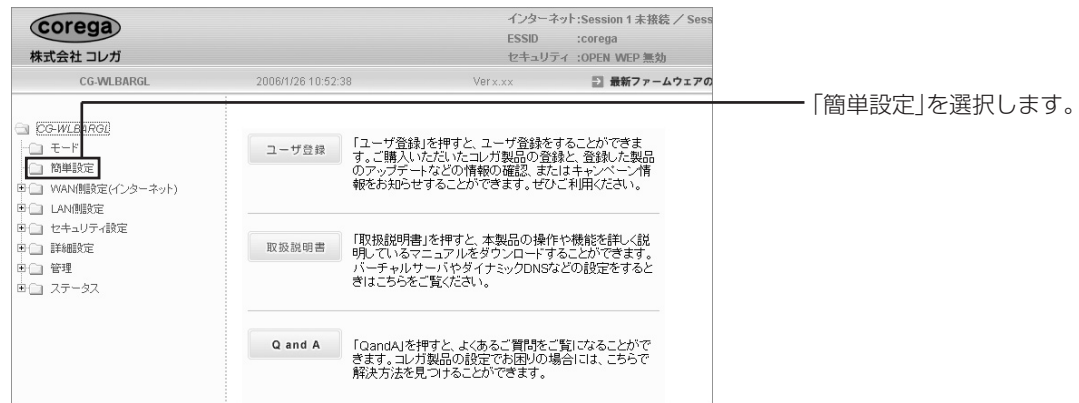 corega
株式会社 コレガ
インターネット:Session 1 未接続 / Sess
ESSID :corega
セキュリティ :OPEN WEP 無効
CG-WLBARGL 2006/1/26 10:52:38 Ver x.xx 最新ファームウェアの
「簡単設定」を選択します。
CG-WLBARGL
モード
簡単設定
WAN側設定(インターネット)
LAN側設定
セキュリティ設定
詳細設定
管理
ステータス
ユーザ登録
「ユーザ登録」を押すと、ユーザ登録をすることができま
す。ご購入いただいたコレガ製品の登録と、登録した製品
のアップデートなどの情報の確認、またはキャンペーン情
報をお知らせすることができます。ぜひご利用ください。
取扱説明書
「取扱説明書」を押すと、本製品の操作や機能を詳しく説
明しているマニュアルをダウンロードすることができます。
バーチャルサーバやダイナミックDNSなどの設定をすると
きはこちらをご覧ください。
Q and A
「QandA」を押すと、よくあるご質問をご覧になることがで
きます。コレガ製品の設定でお困りの場合には、こちらで
解決方法を見つけることができます。